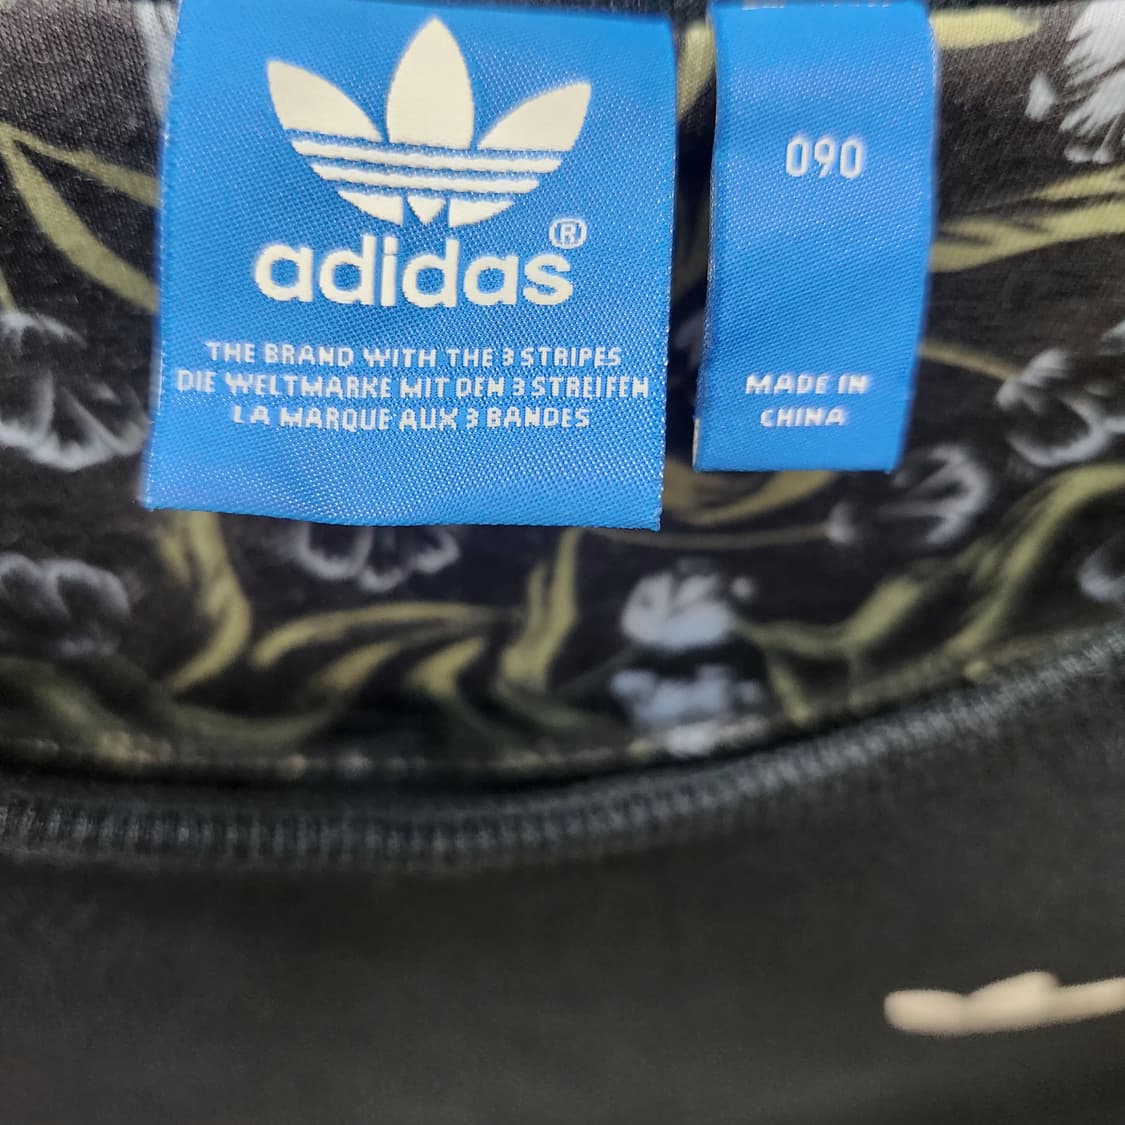 adidas®
THE BRAND WITH THE 3 STRIPES
DIE WELTMARKE MIT DEN 3 STREIFEN
LA MARQUE AUX 3 BANDES
090
MADE IN
CHINA